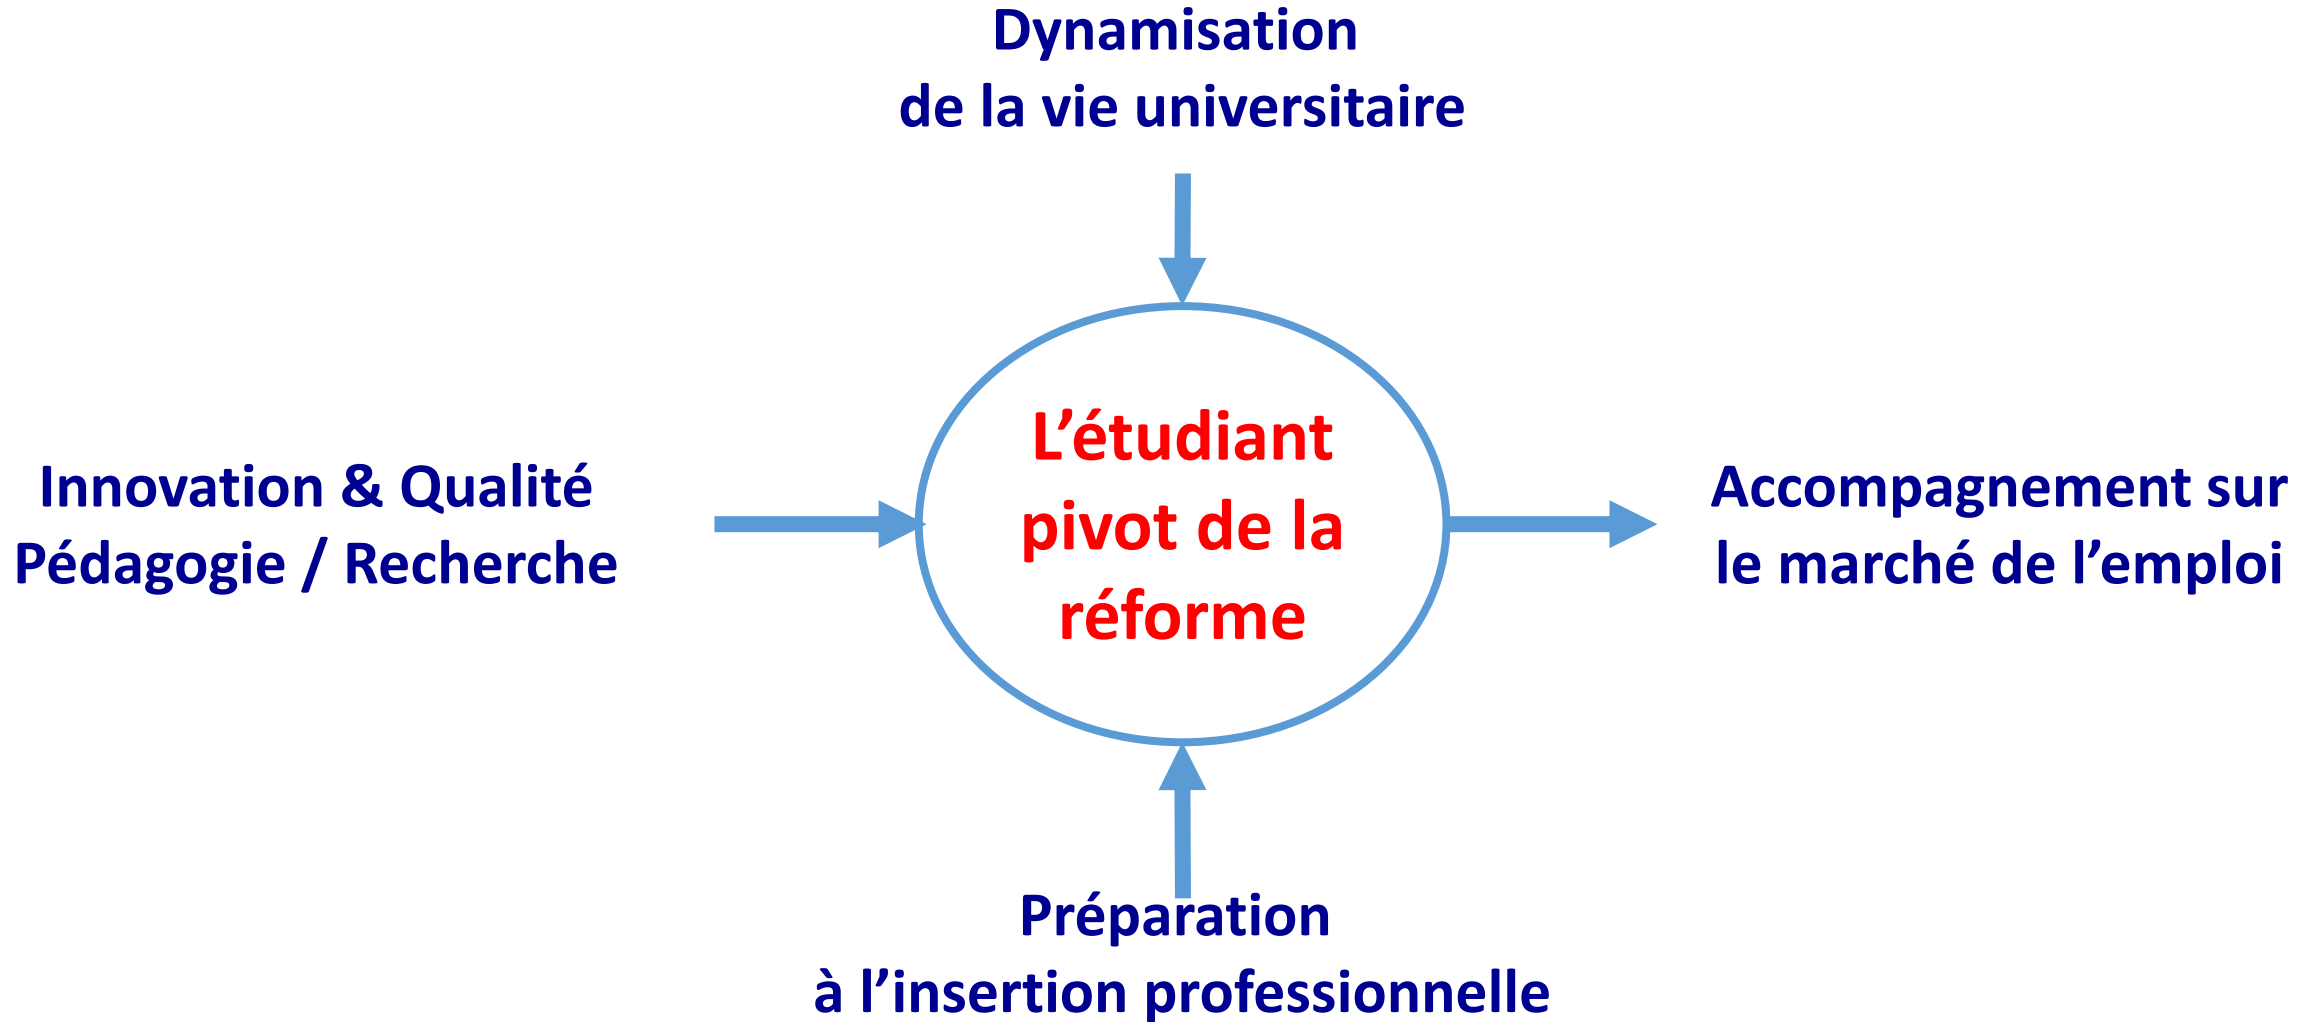 Dynamisation
de la vie universitaire
Innovation & Qualité
Pédagogie / Recherche
L’étudiant
pivot de la
réforme
Accompagnement sur
le marché de l’emploi
Préparation
à l’insertion professionnelle